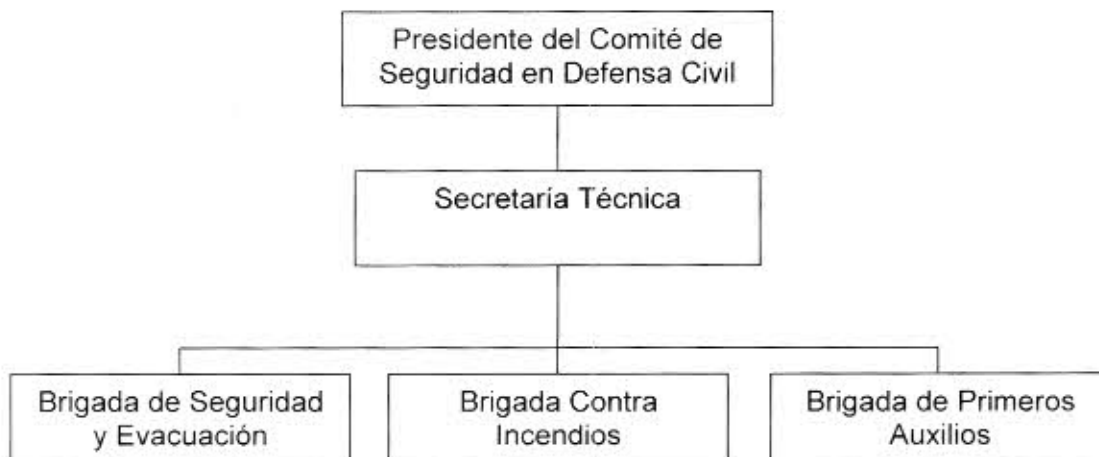 Presidente del Comité de
Seguridad en Defensa Civil
Secretaría Técnica
Brigada de Seguridad
y Evacuación
Brigada Contra
Incendios
Brigada de Primeros
Auxilios